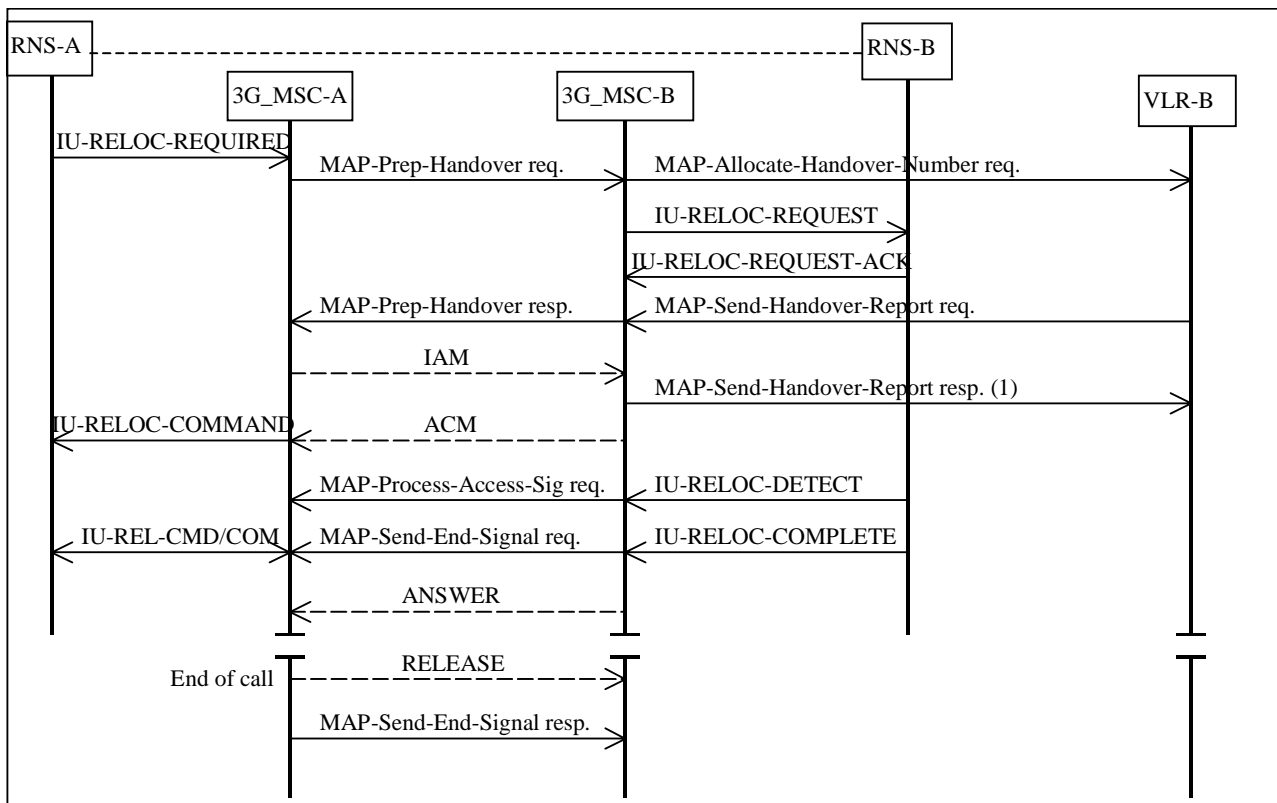 RNS-A
RNS-B
3G_MSC-A
3G_MSC-B
VLR-B
IU-RELOC-REQUIRED
MAP-Prep-Handover req.
MAP-Allocate-Handover-Number req.
IU-RELOC-REQUEST
IU-RELOC-REQUEST-ACK
MAP-Prep-Handover resp.
MAP-Send-Handover-Report req.
IAM
MAP-Send-Handover-Report resp. (1)
IU-RELOC-COMMAND
ACM
MAP-Process-Access-Sig req.
IU-RELOC-DETECT
IU-REL-CMD/COM
MAP-Send-End-Signal req.
IU-RELOC-COMPLETE
ANSWER
RELEASE
End of call
MAP-Send-End-Signal resp.